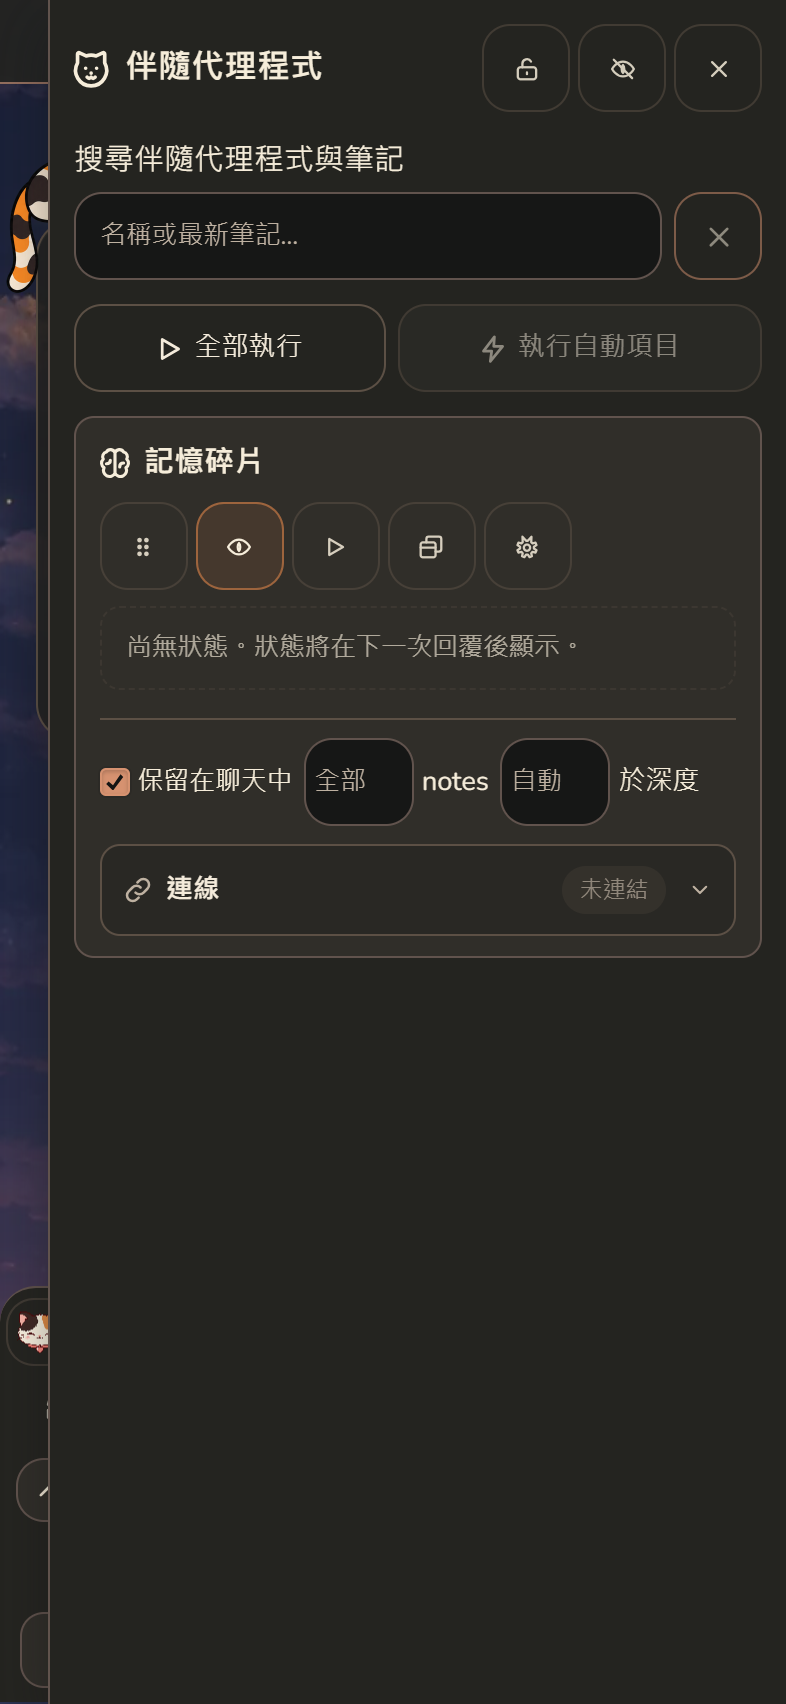 伴隨代理程式
搜尋伴隨代理程式與筆記
名稱或最新筆記...
全部執行
執行自動項目
記憶碎片
尚無狀態。狀態將在下一次回覆後顯示。
保留在聊天中 全部 notes 自動 於深度
連線 未連結